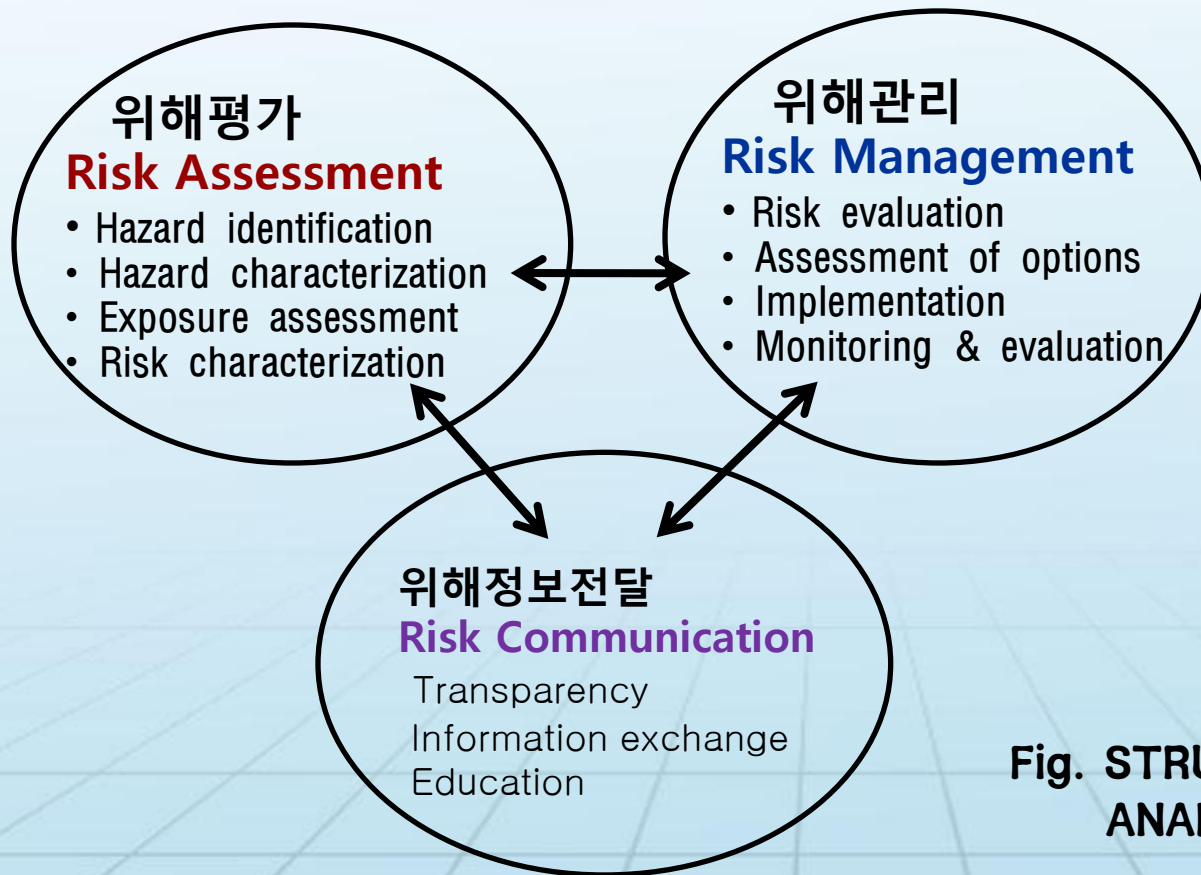 위해평가
Risk Assessment
• Hazard identification
• Hazard characterization
• Exposure assessment
• Risk characterization
위해관리
Risk Management
• Risk evaluation
• Assessment of options
• Implementation
• Monitoring & evaluation
위해정보전달
Risk Communication
Transparency
Information exchange
Education
Fig.